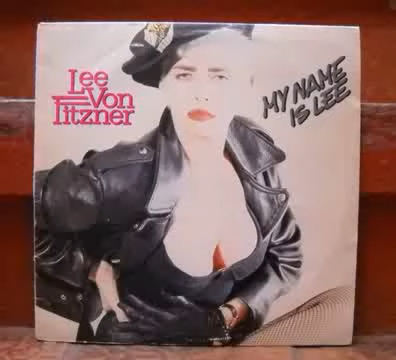 Lee
Von
Fitzner
MY NAME
IS LEE